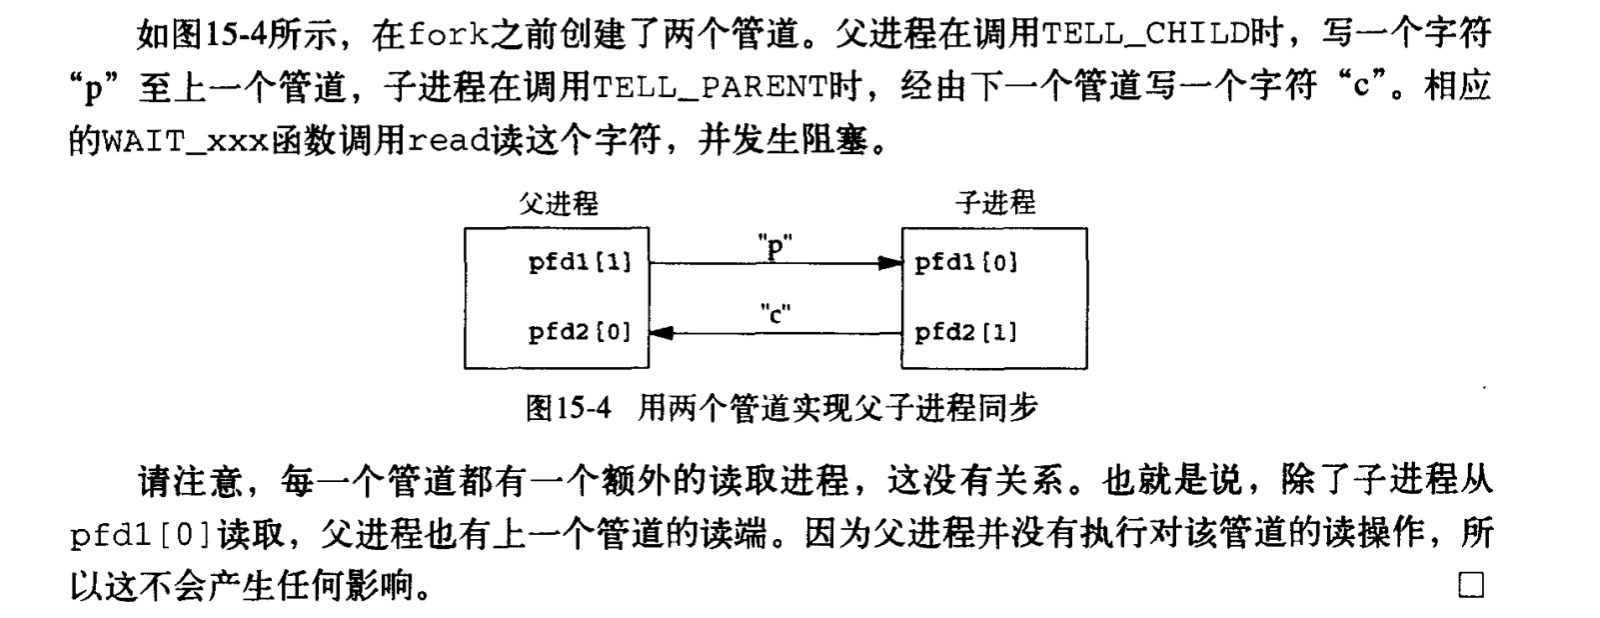 如图15-4所示，在fork之前创建了两个管道。父进程在调用TELL_CHILD时，写一个字符
“p”至上一个管道，子进程在调用TELL_PARENT时，经由下一个管道写一个字符“c”。相应
的WAIT_xxx函数调用read读这个字符，并发生阻塞。
父进程 子进程
pfd1[1] "p" pfd1[0]
pfd2[0] "c" pfd2[1]
图15-4 用两个管道实现父子进程同步
请注意，每一个管道都有一个额外的读取进程，这没有关系。也就是说，除了子进程从
pfd1[0]读取，父进程也有上一个管道的读端。因为父进程并没有执行对该管道的读操作，所
以这不会产生任何影响。